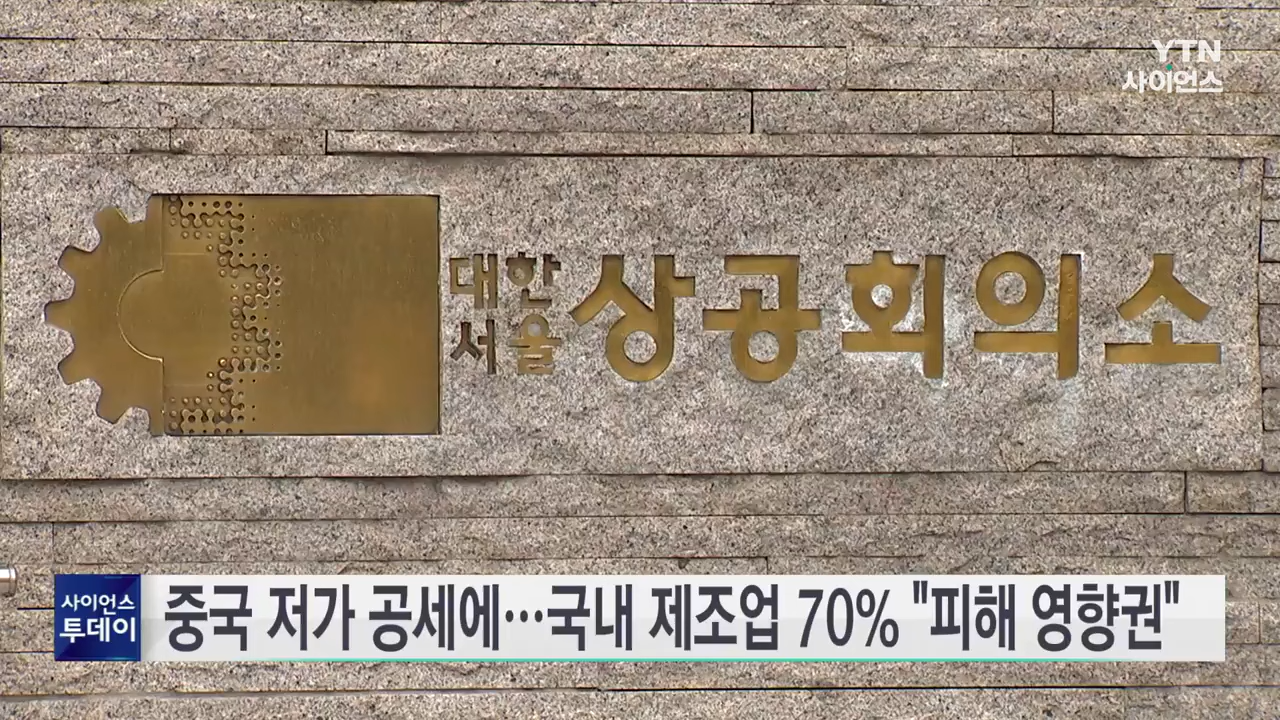 YTN
사이언스
대한
서울
상공회의소
사이언스
투데이
중국 저가 공세에…국내 제조업 70% "피해 영향권"